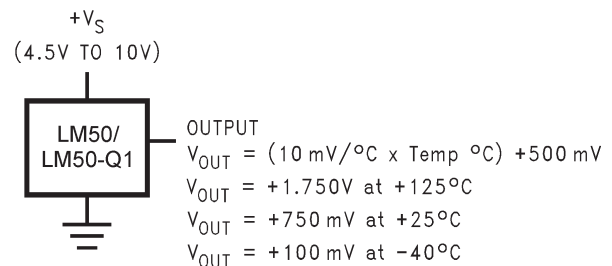 +VS
(4.5V TO 10V)
LM50/
LM50-Q1
OUTPUT
VOUT = (10 mV/°C x Temp °C) +500 mV
VOUT = +1.750V at +125°C
VOUT = +750 mV at +25°C
VOUT = +100 mV at −40°C